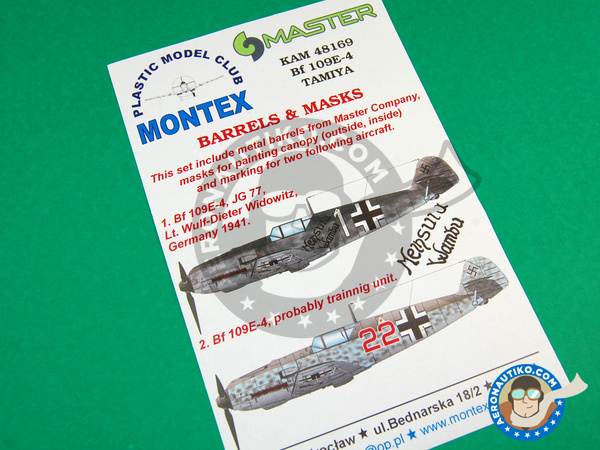 MASTER
PLASTIC MODEL CLUB
MONTEX
KAM 48169
Bf 109E-4
TAMIYA
BARRELS & MASKS
This set include metal barrels from Master Company,
masks for painting canopy (outside, inside)
and marking for two following aircraft.
1. Bf 109E-4, JG 77,
Lt. Wulf-Dieter Widowitz,
Germany 1941.
1
2. Bf 109E-4, probably trainnig unit.
22
ul.Bednarska 18/2
op.pl ★ www.montex
AERONAUTIKO.COM